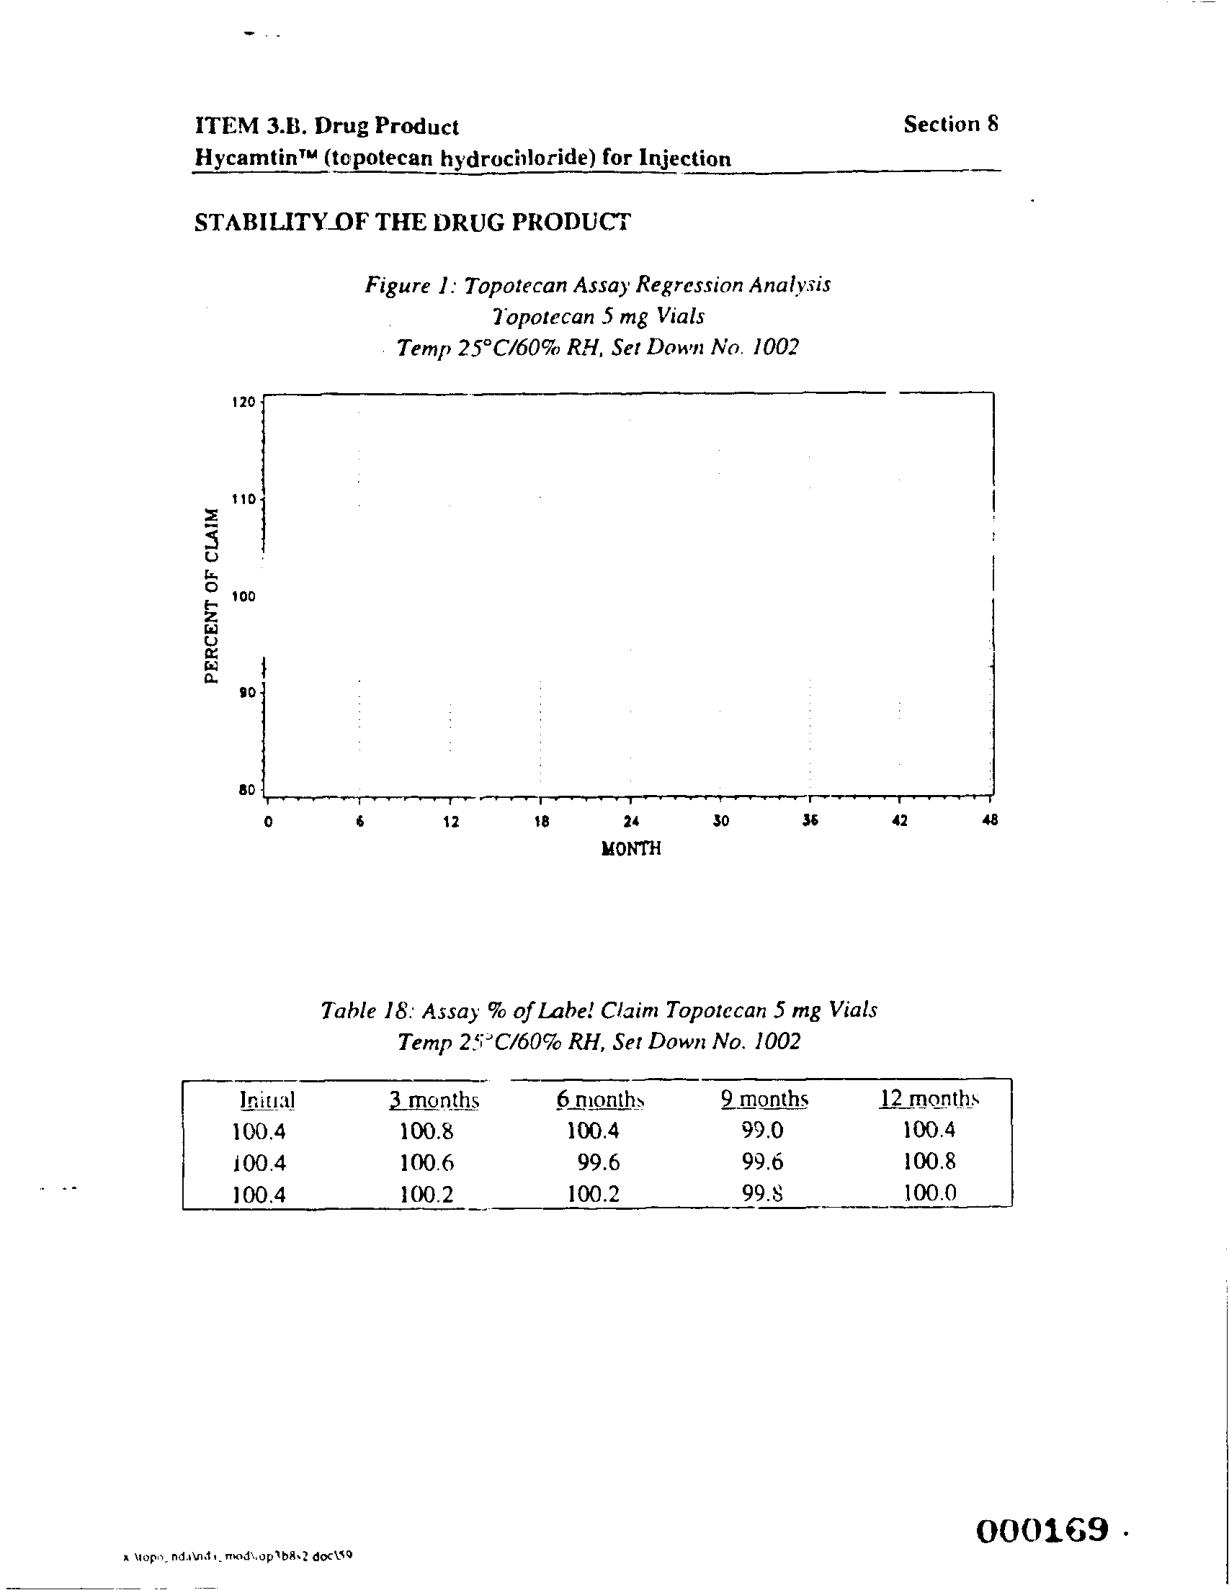 ITEM 3.B. Drug Product Section 8
Hycamtin™ (topotecan hydrochloride) for Injection
STABILITY OF THE DRUG PRODUCT
Figure 1: Topotecan Assay Regression Analysis
Topotecan 5 mg Vials
Temp 25°C/60% RH, Set Down No. 1002
120
110
100
90
80
PERCENT OF CLAIM
0 6 12 18 24 30 36 42 48
MONTH
Table 18: Assay % of Label Claim Topotecan 5 mg Vials
Temp 25°C/60% RH, Set Down No. 1002
Initial 3 months 6 months 9 months 12 months
100.4 100.8 100.4 99.0 100.4
100.4 100.6 99.6 99.6 100.8
100.4 100.2 100.2 99.8 100.0
000169